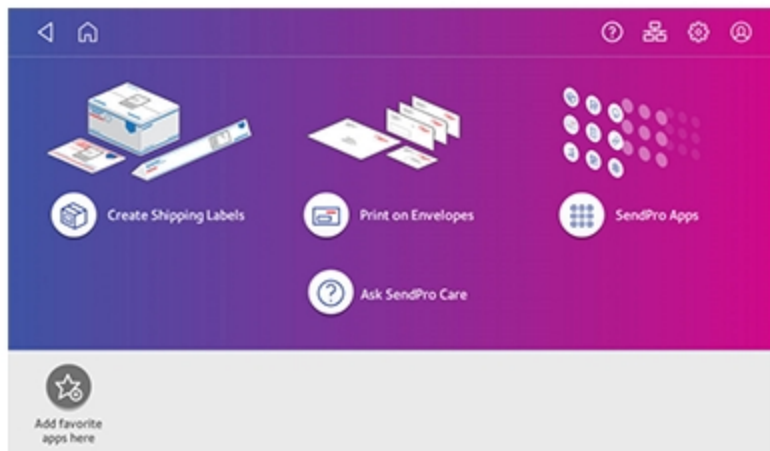 Create Shipping Labels
Print on Envelopes
SendPro Apps
Ask SendPro Care
Add favorite
apps here